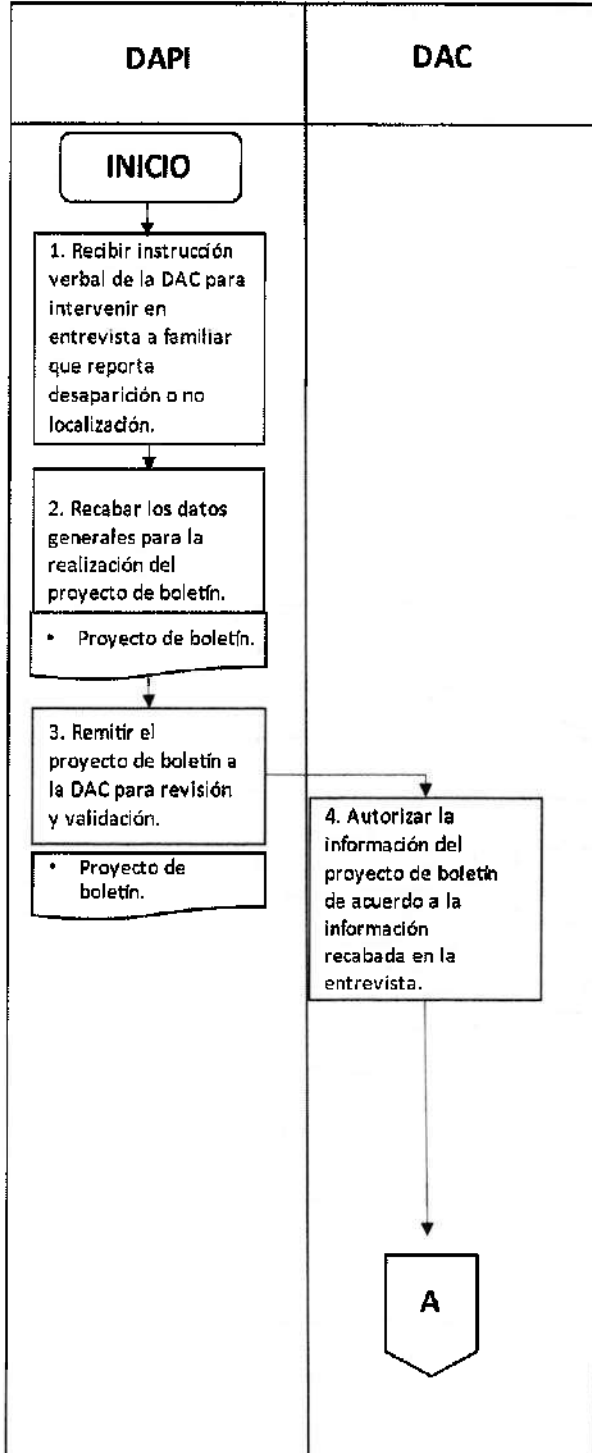 DAPI
DAC
INICIO
1. Recibir instrucción
verbal de la DAC para
intervenir en
entrevista a familiar
que reporta
desaparición o no
localización.
2. Recabar los datos
generales para la
realización del
proyecto de boletín.
• Proyecto de boletín.
3. Remitir el
proyecto de boletín a
la DAC para revisión
y validación.
• Proyecto de
boletín.
4. Autorizar la
información del
proyecto de boletín
de acuerdo a la
información
recabada en la
entrevista.
A